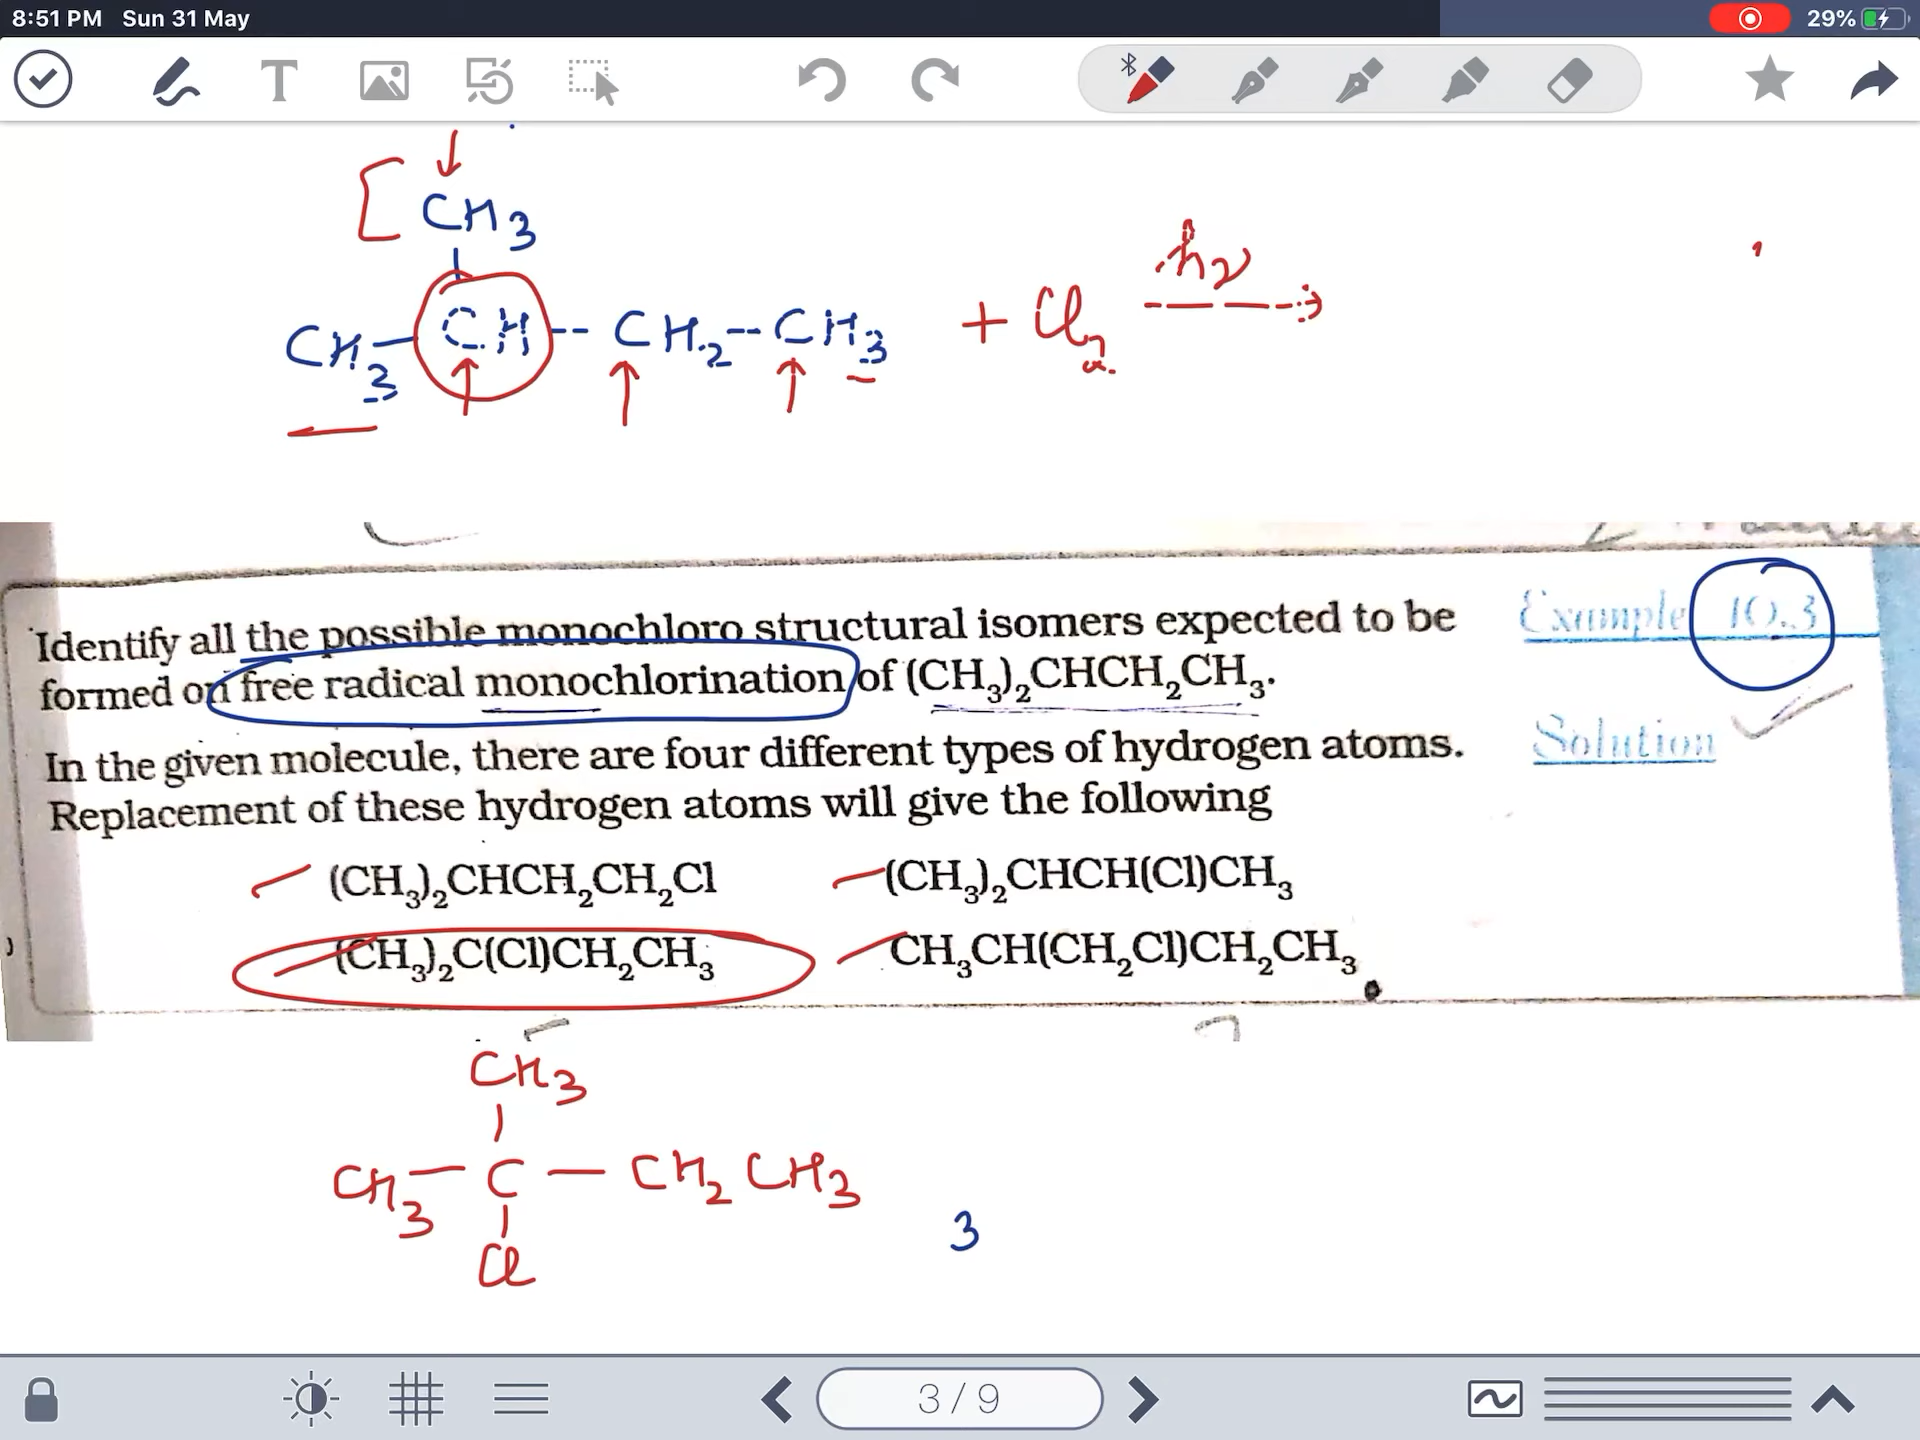 8:51 PM Sun 31 May
29%
T
CH3
CH3 – CH -- CH2 -- CH3 + Cl2 hν
Identify all the possible monochloro structural isomers expected to be
formed on free radical monochlorination of (CH₃)₂CHCH₂CH₃.
Example 10.3
In the given molecule, there are four different types of hydrogen atoms.
Replacement of these hydrogen atoms will give the following
Solution
(CH₃)₂CHCH₂CH₂Cl (CH₃)₂CHCH(Cl)CH₃
(CH₃)₂C(Cl)CH₂CH₃ CH₃CH(CH₂Cl)CH₂CH₃
CH3
CH3 – C – CH2 CH3
Cl
3
3 / 9